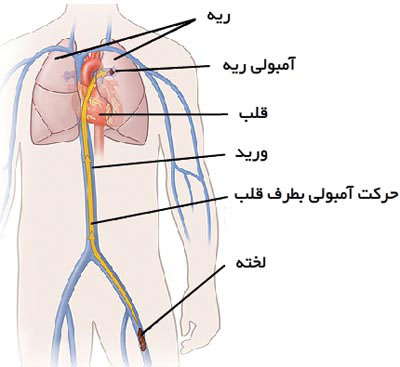 ریه
آمبولی ریه
قلب
ورید
حرکت آمبولی بطرف قلب
لخته